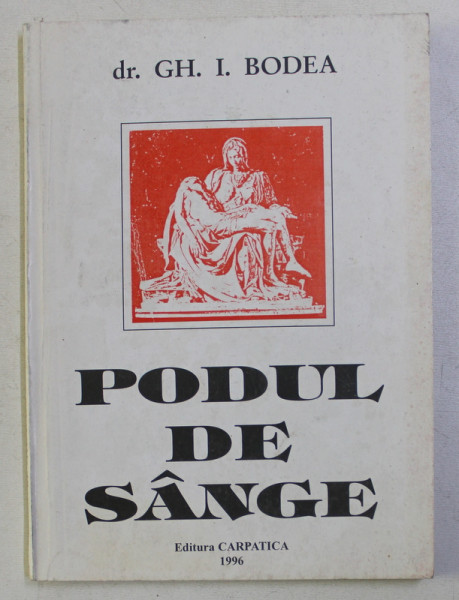 dr. GH. I. BODEA
PODUL
DE
SÂNGE
Editura CARPATICA
1996